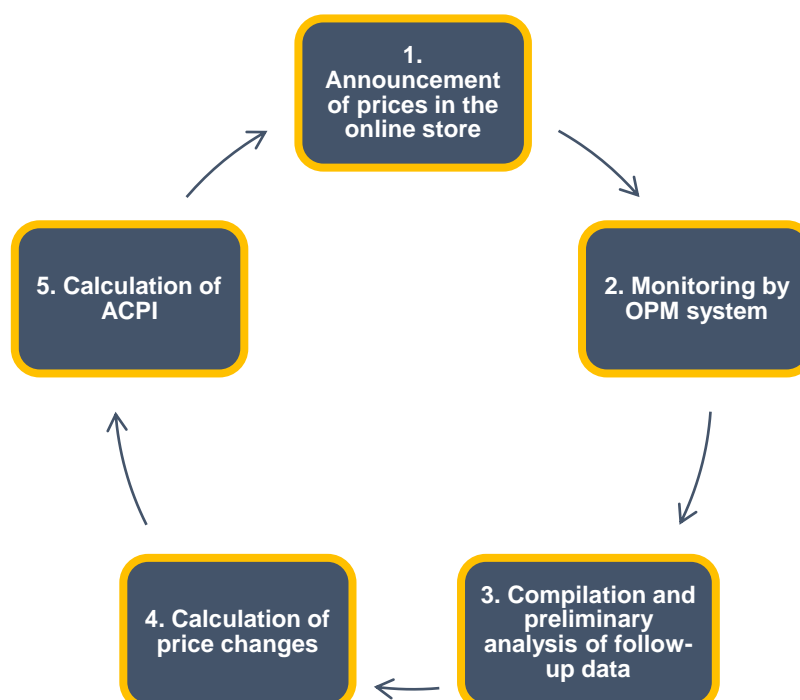 1.
Announcement
of prices in the
online store
2. Monitoring by
OPM system
3. Compilation and
preliminary
analysis of follow-
up data
4. Calculation of
price changes
5. Calculation of
ACPI